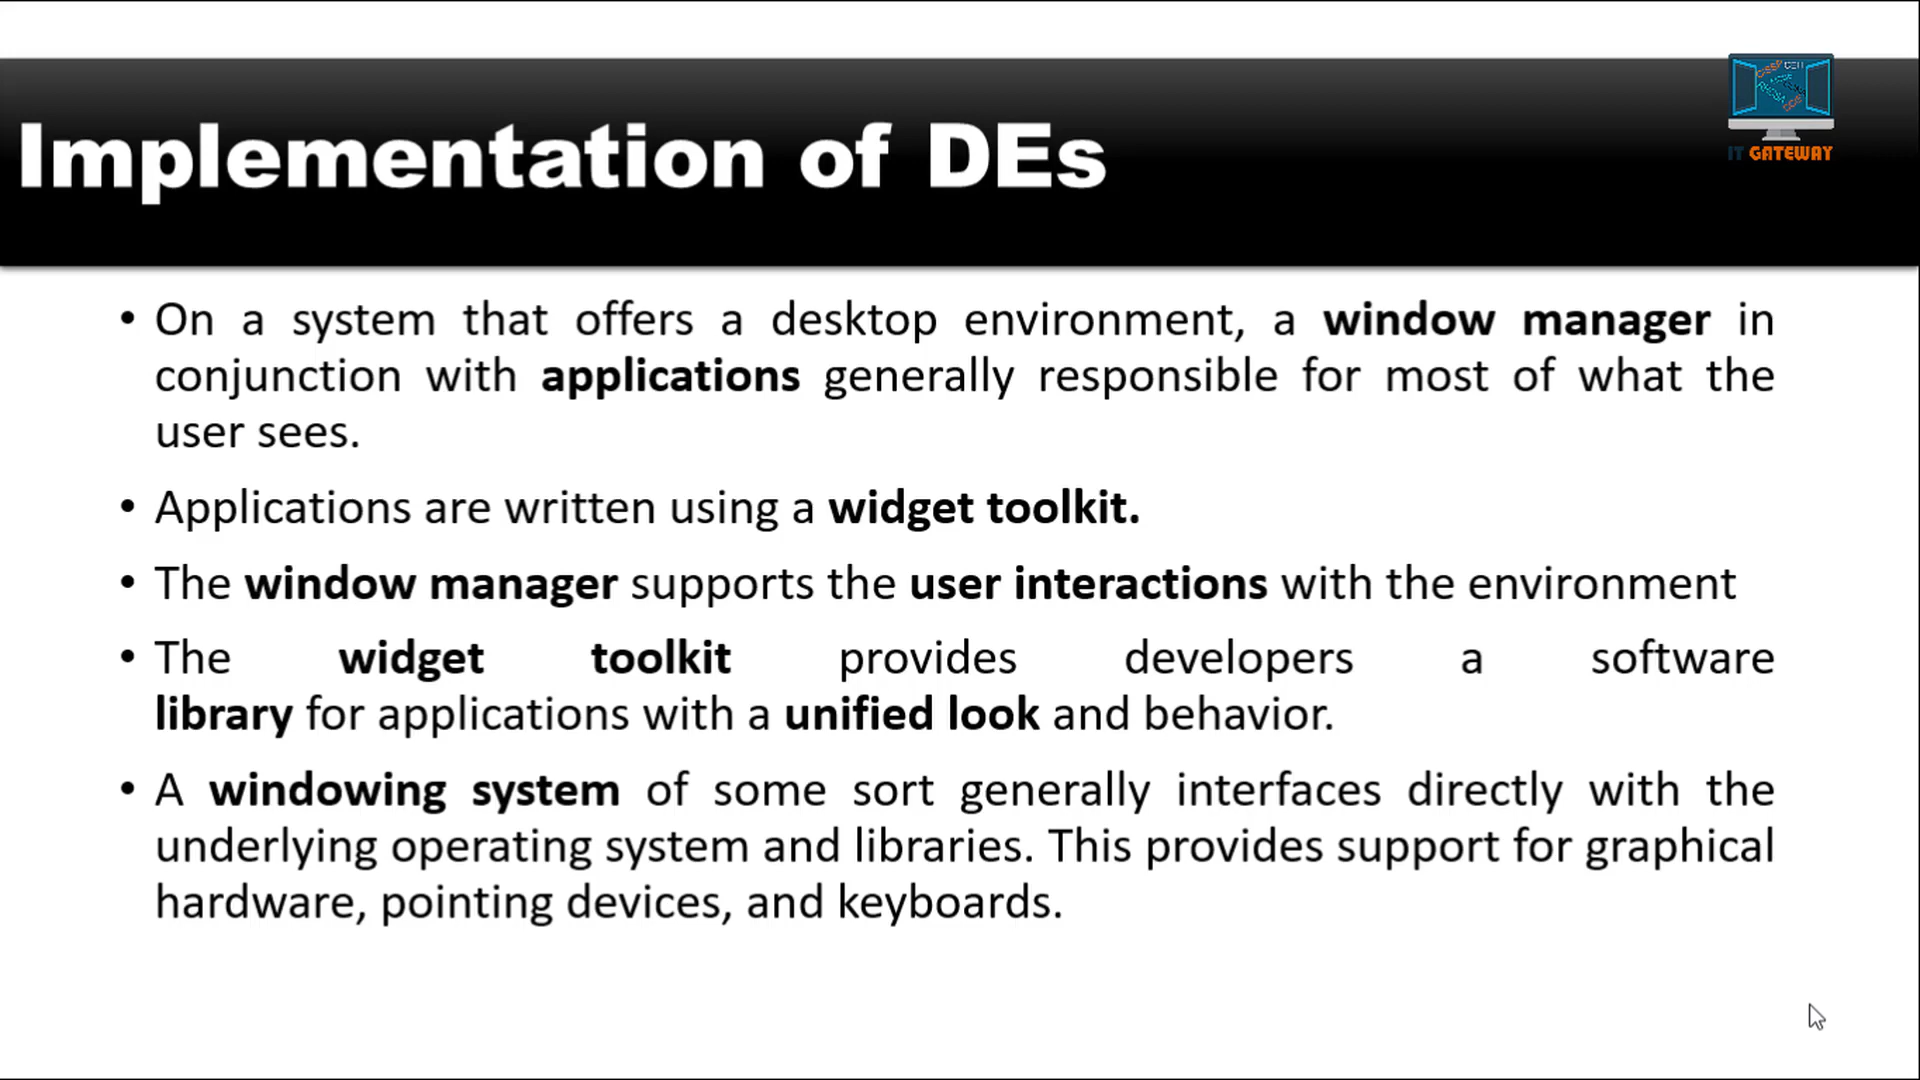 Implementation of DEs
IT GATEWAY
• On a system that offers a desktop environment, a window manager in
conjunction with applications generally responsible for most of what the
user sees.
• Applications are written using a widget toolkit.
• The window manager supports the user interactions with the environment
• The widget toolkit provides developers a software
library for applications with a unified look and behavior.
• A windowing system of some sort generally interfaces directly with the
underlying operating system and libraries. This provides support for graphical
hardware, pointing devices, and keyboards.